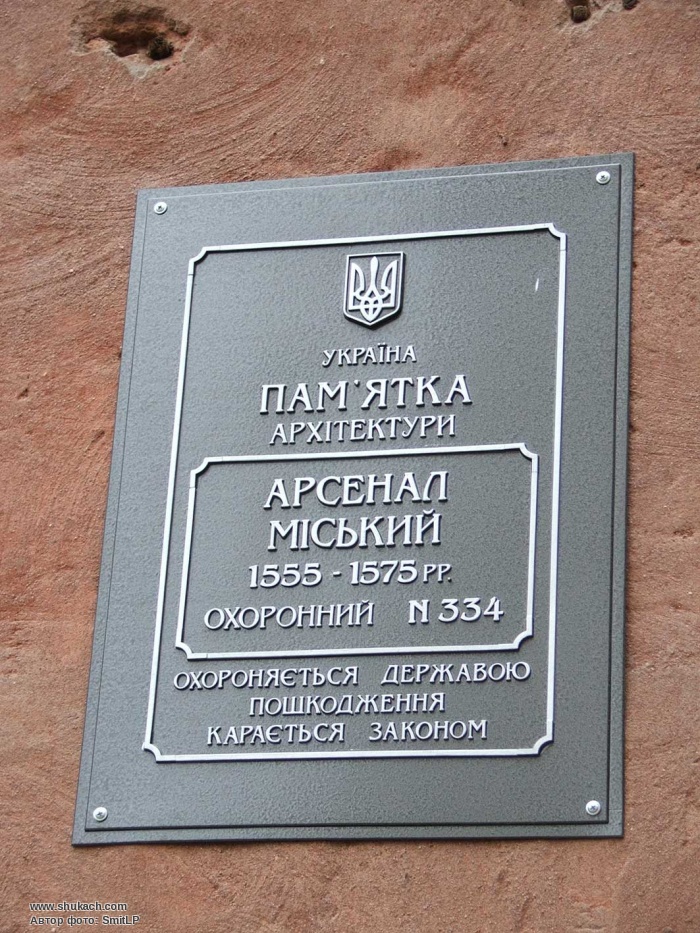 УКРАЇНА
ПАМ'ЯТКА
АРХІТЕКТУРИ
АРСЕНАЛ
МІСЬКИЙ
1555 - 1575 РР.
ОХОРОННИЙ N 334
ОХОРОНЯЄТЬСЯ ДЕРЖАВОЮ
ПОШКОДЖЕННЯ
КАРАЄТЬСЯ ЗАКОНОМ
www.shukach.com
Автор фото: SmitLP